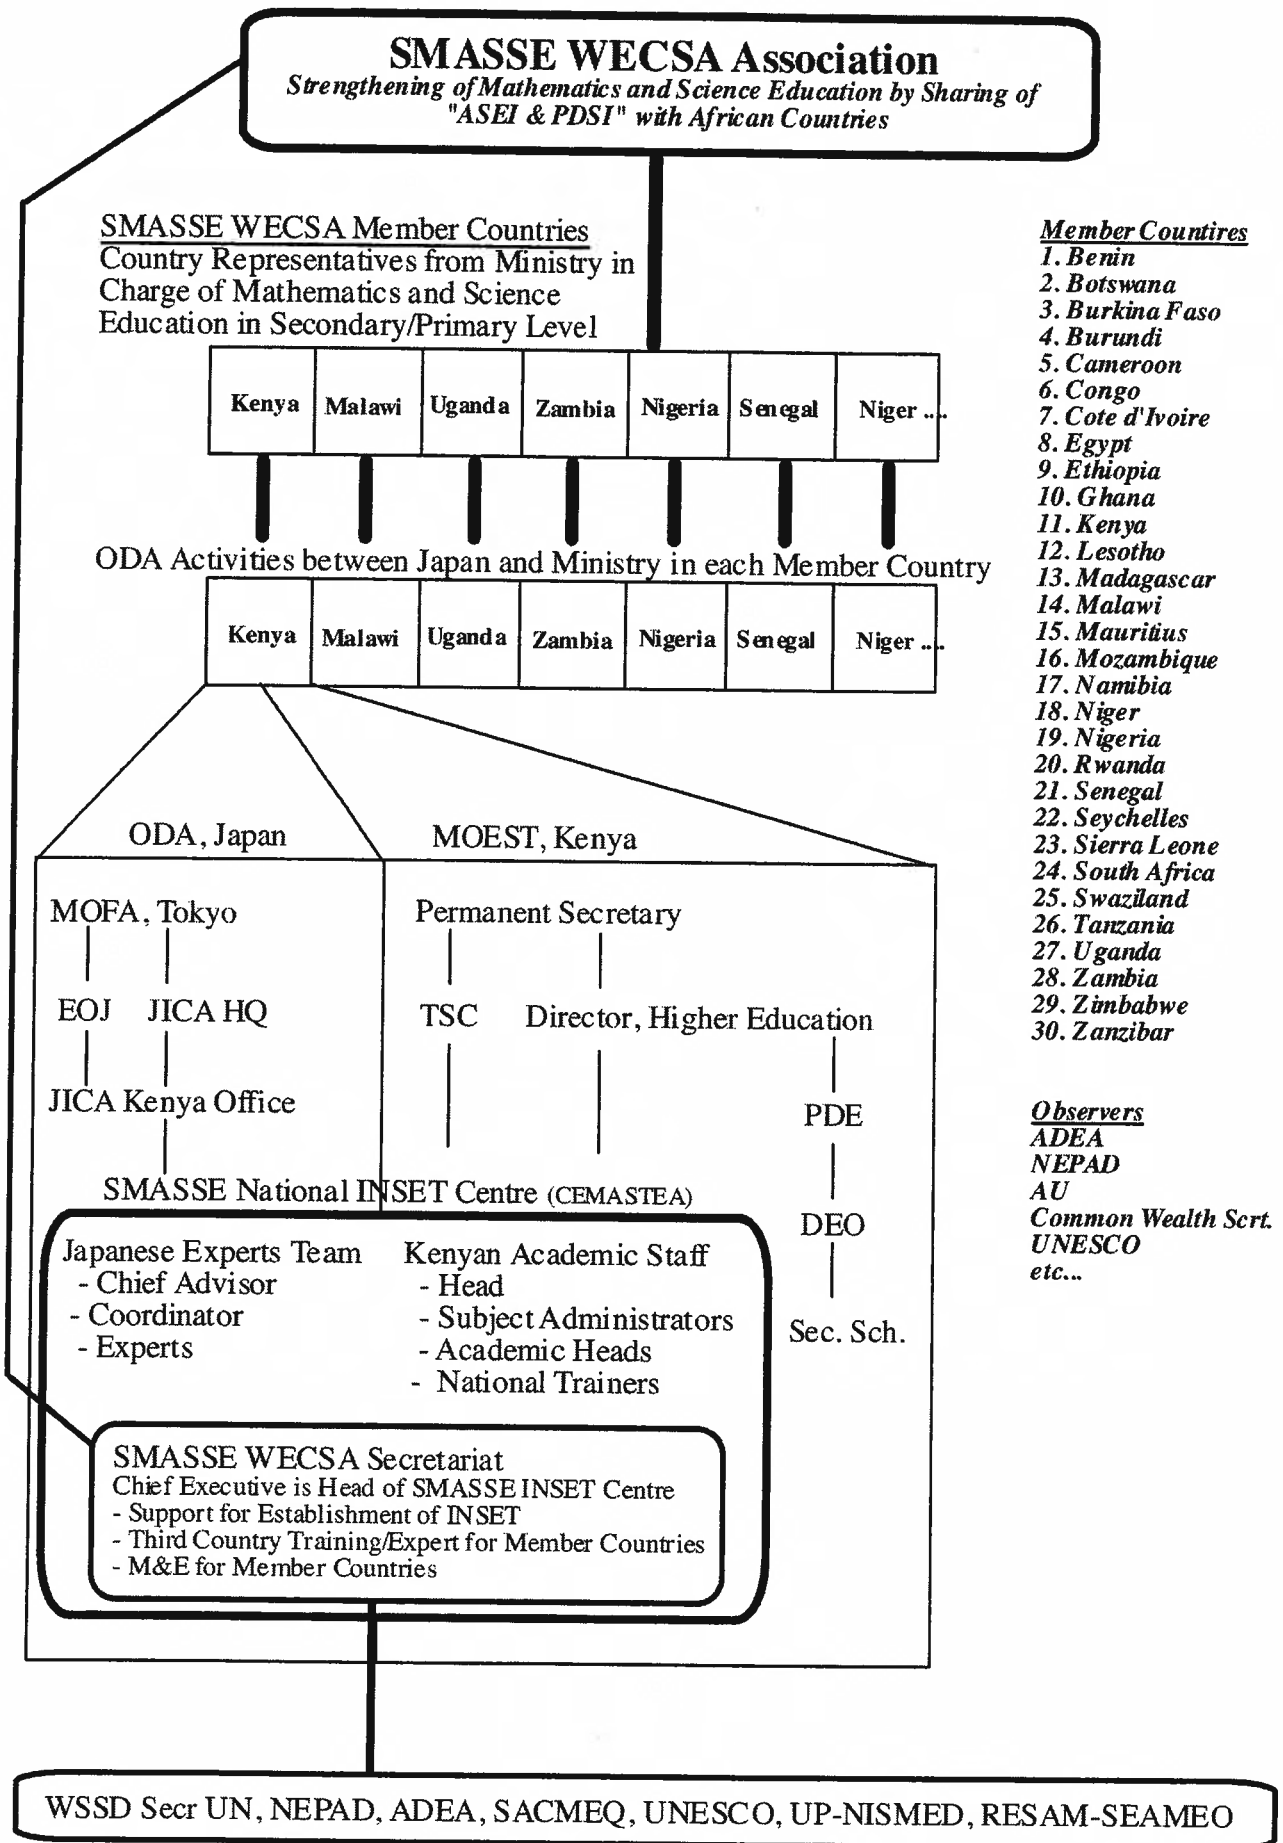 SMASSE WECSA Association
Strengthening of Mathematics and Science Education by Sharing of
"ASEI & PDSI" with African Countries
SMASSE WECSA Member Countries
Country Representatives from Ministry in
Charge of Mathematics and Science
Education in Secondary/Primary Level
Kenya Malawi Uganda Zambia Nigeria Senegal Niger ....
ODA Activities between Japan and Ministry in each Member Country
Kenya Malawi Uganda Zambia Nigeria Senegal Niger ....
ODA, Japan MOEST, Kenya
MOFA, Tokyo Permanent Secretary
EOJ JICA HQ TSC Director, Higher Education
JICA Kenya Office PDE
SMASSE National INSET Centre (CEMASTEA)
DEO
Japanese Experts Team Kenyan Academic Staff
- Chief Advisor - Head
- Coordinator - Subject Administrators
- Experts - Academic Heads
- National Trainers
Sec. Sch.
SMASSE WECSA Secretariat
Chief Executive is Head of SMASSE INSET Centre
- Support for Establishment of INSET
- Third Country Training/Expert for Member Countries
- M&E for Member Countries
WSSD Secr UN, NEPAD, ADEA, SACMEQ, UNESCO, UP-NISMED, RESAM-SEAMEO
Member Countires
1. Benin
2. Botswana
3. Burkina Faso
4. Burundi
5. Cameroon
6. Congo
7. Cote d'Ivoire
8. Egypt
9. Ethiopia
10. Ghana
11. Kenya
12. Lesotho
13. Madagascar
14. Malawi
15. Mauritius
16. Mozambique
17. Namibia
18. Niger
19. Nigeria
20. Rwanda
21. Senegal
22. Seychelles
23. Sierra Leone
24. South Africa
25. Swaziland
26. Tanzania
27. Uganda
28. Zambia
29. Zimbabwe
30. Zanzibar
Observers
ADEA
NEPAD
AU
Common Wealth Scrt.
UNESCO
etc...